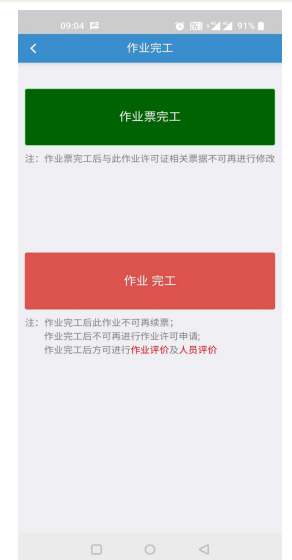 09:04 91%
作业完工
作业票完工
注：作业票完工后与此作业许可证相关票据不可再进行修改
作业 完工
注：作业完工后此作业不可再续票；
作业完工后不可再进行作业许可申请;
作业完工后方可进行作业评价及人员评价